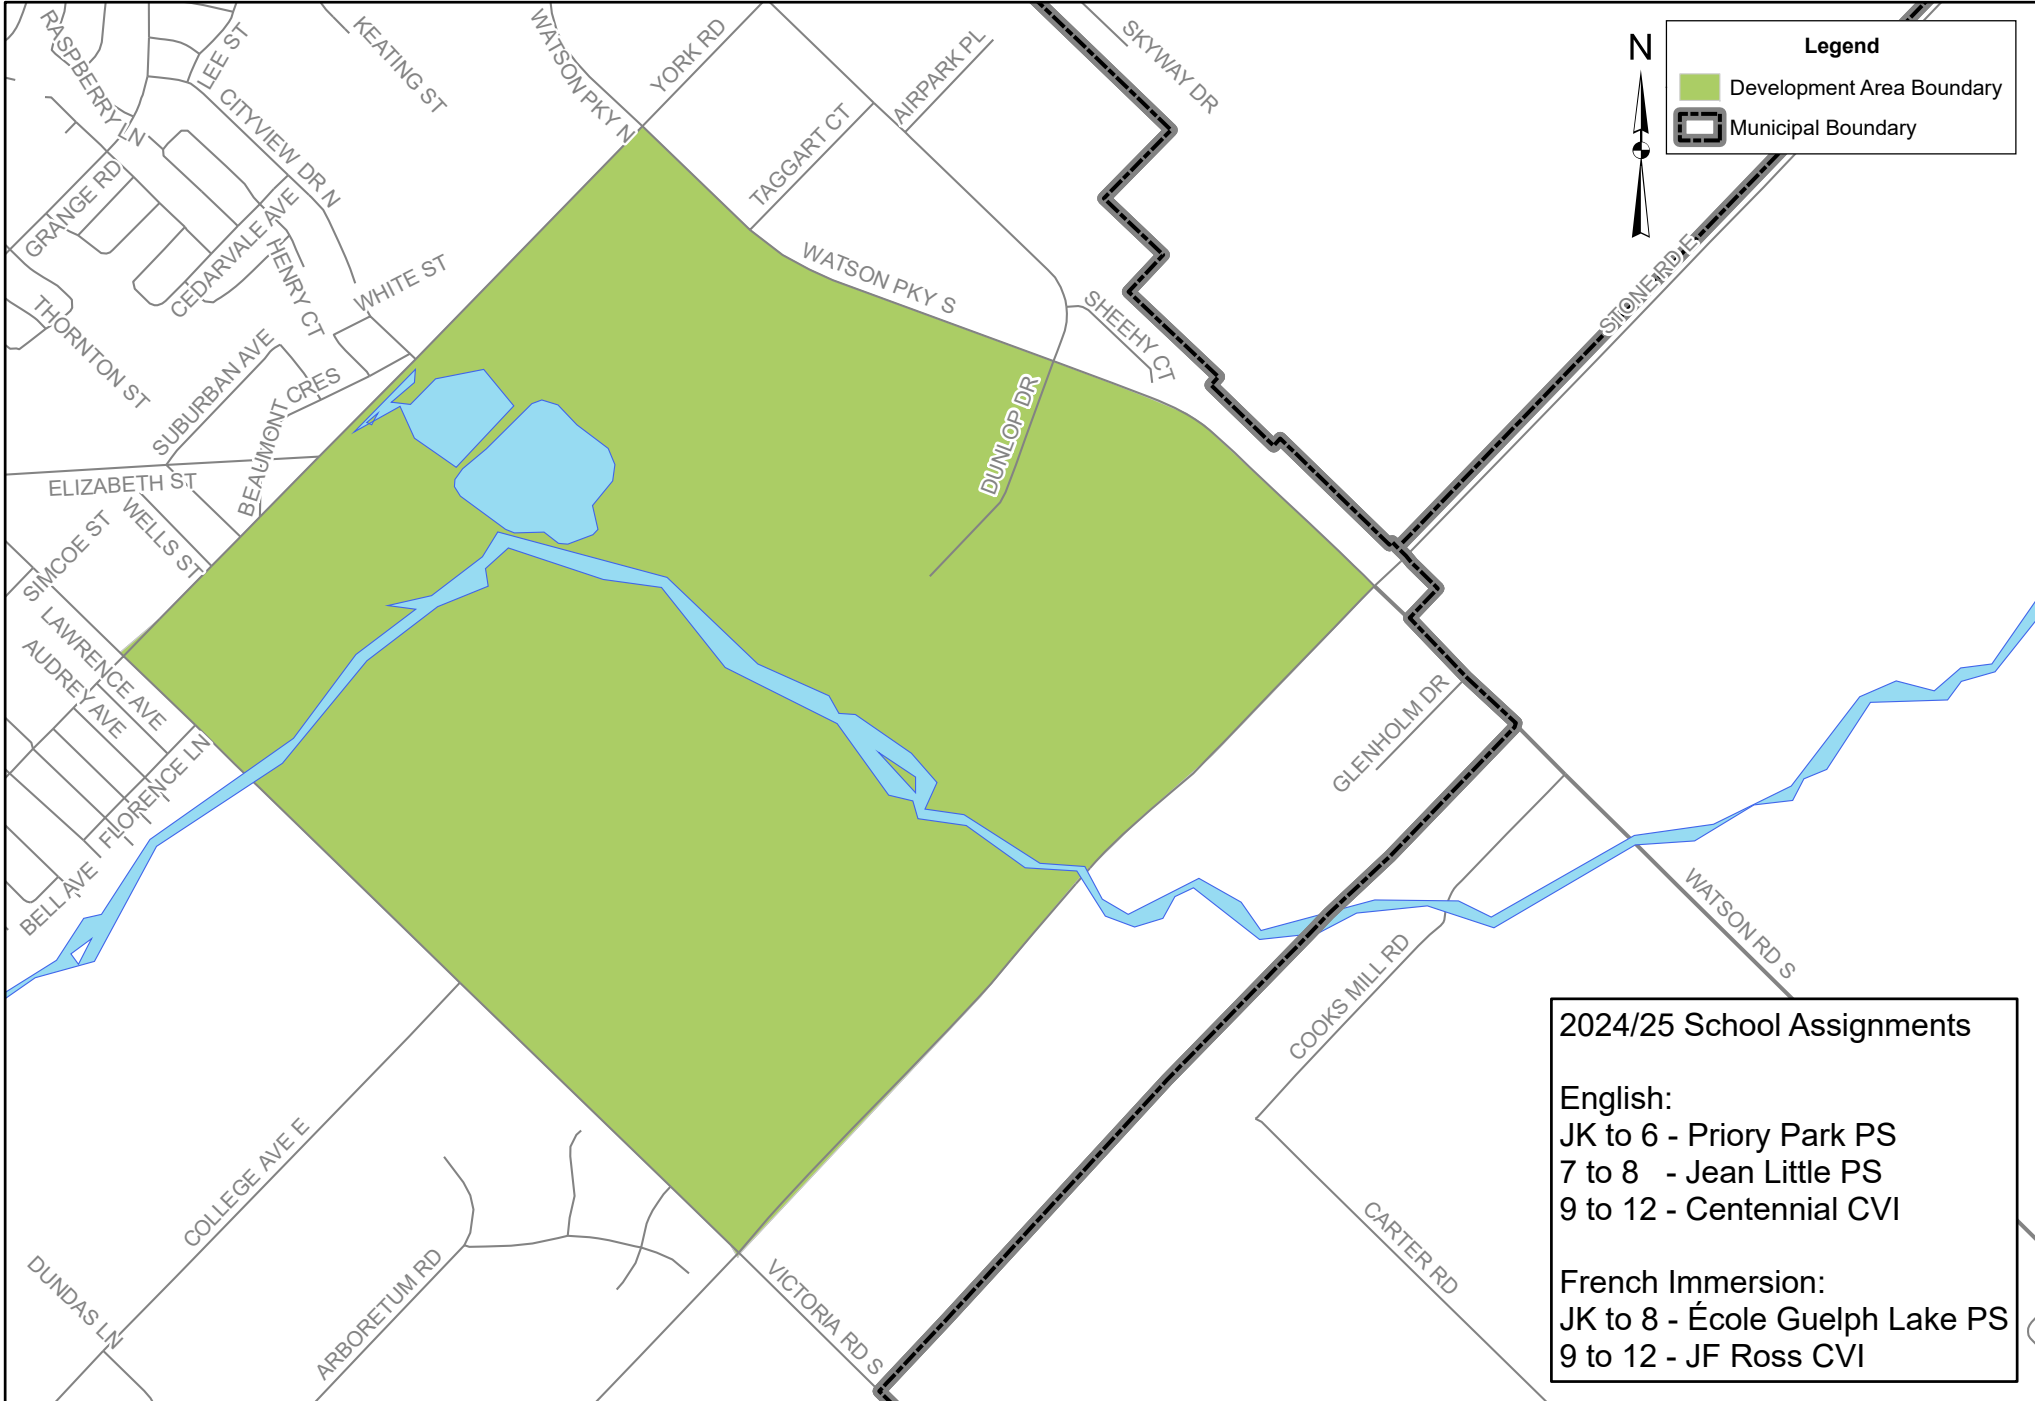 RASPBERRY LN
LEE ST
KEATING ST
WATSON PKY N
YORK RD
AIRPARK PL
SKYWAY DR
N
Legend
Development Area Boundary
Municipal Boundary
CITYVIEW DR N
TAGGART CT
GRANGE RD
CEDARVALE AVE
HENRY CT
WHITE ST
WATSON PKY S
SHEEHY CT
STONE RD E
THORNTON ST
SUBURBAN AVE
BEAUMONT CRES
DUNLOP DR
ELIZABETH ST
WELLS ST
SIMCOE ST
LAWRENCE AVE
AUDREY AVE
FLORENCE LN
BELL AVE
GLENHOLM DR
WATSON RD S
COOKS MILL RD
COLLEGE AVE E
ARBORETUM RD
DUNDAS LN
VICTORIA RD S
CARTER RD
2024/25 School Assignments
English:
JK to 6 - Priory Park PS
7 to 8 - Jean Little PS
9 to 12 - Centennial CVI
French Immersion:
JK to 8 - École Guelph Lake PS
9 to 12 - JF Ross CVI